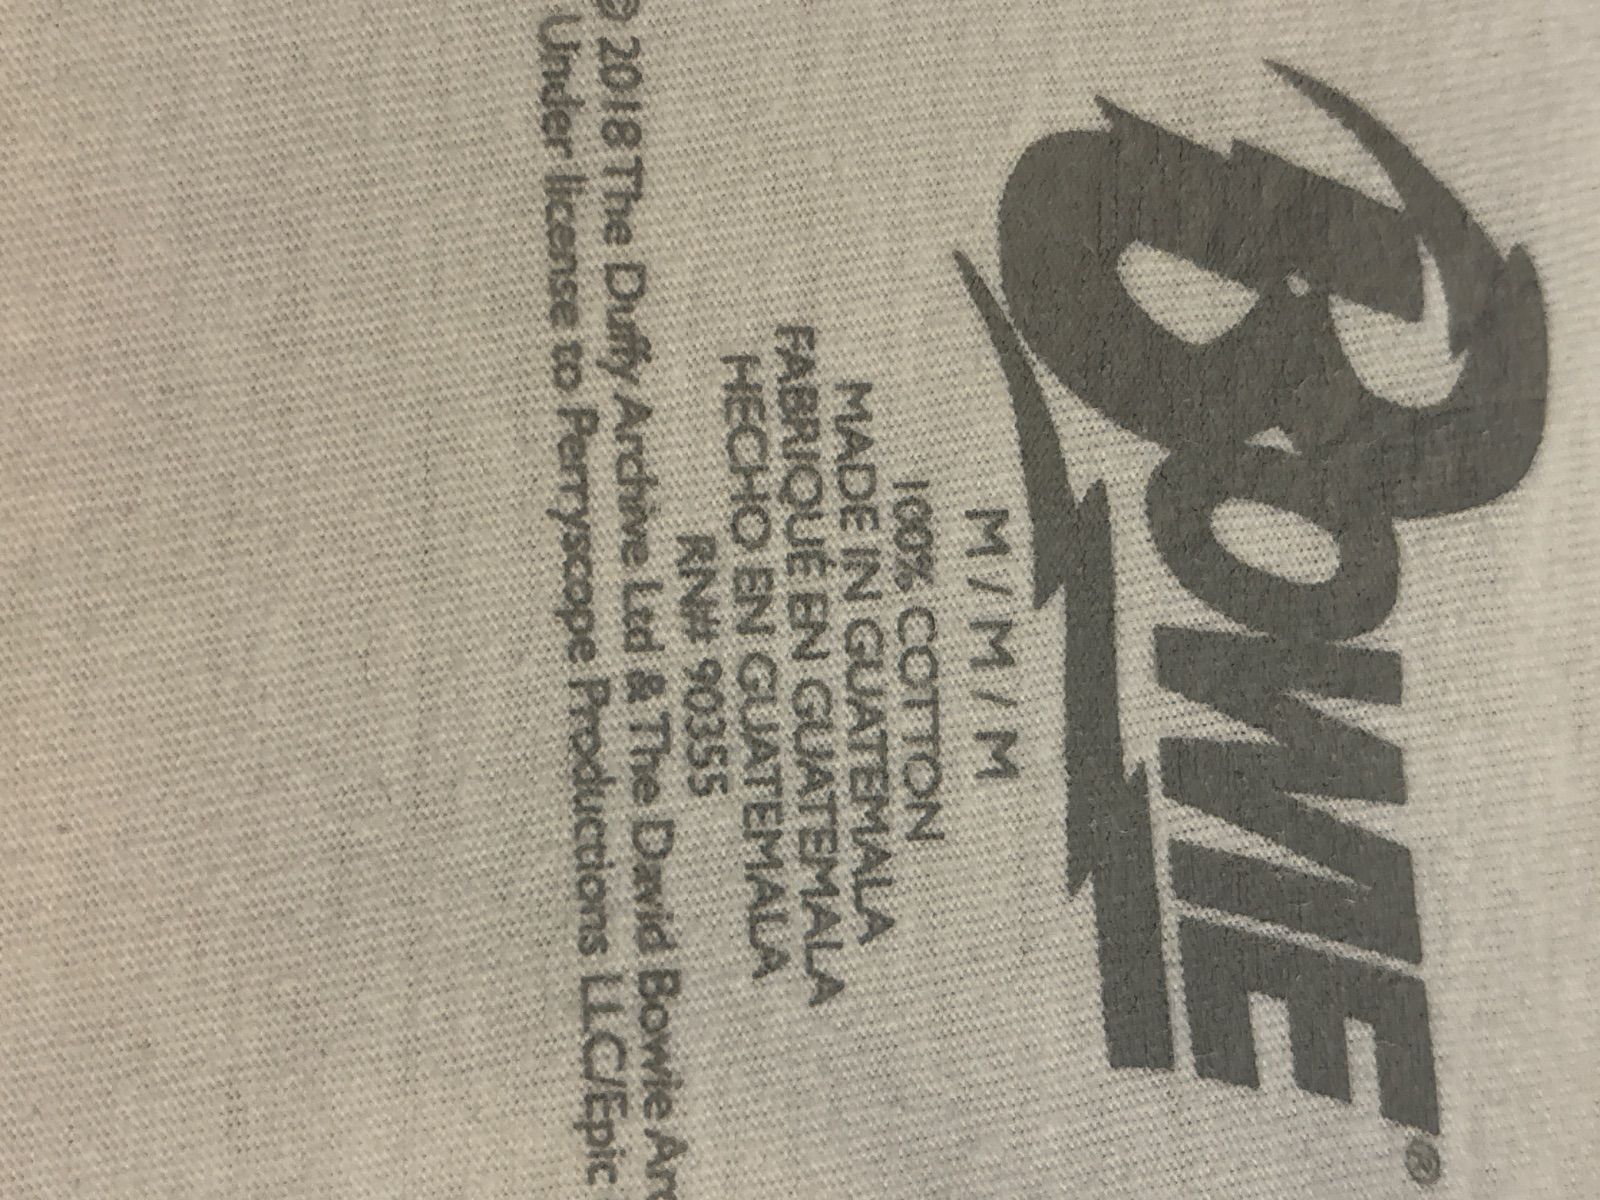 BOWIE®
M / M / M
100% COTTON
MADE IN GUATEMALA
FABRIQUÉ EN GUATEMALA
HECHO EN GUATEMALA
RN# 90355
© 2018 The Duffy Archive Ltd & The David Bowie Arc
Under license to Perryscope Productions LLC/Epic